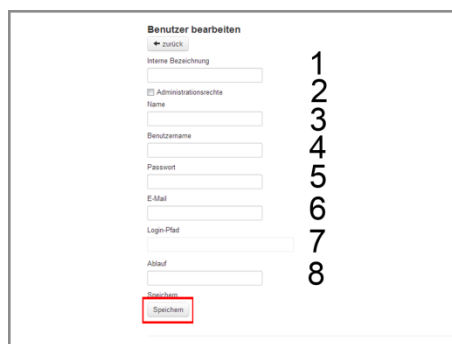 Benutzer bearbeiten
zurück
Interne Bezeichnung
1
Administrationsrechte
2
Name
3
Benutzername
4
Passwort
5
E-Mail
6
Login-Pfad
7
Ablauf
8
Speichern
Speichern